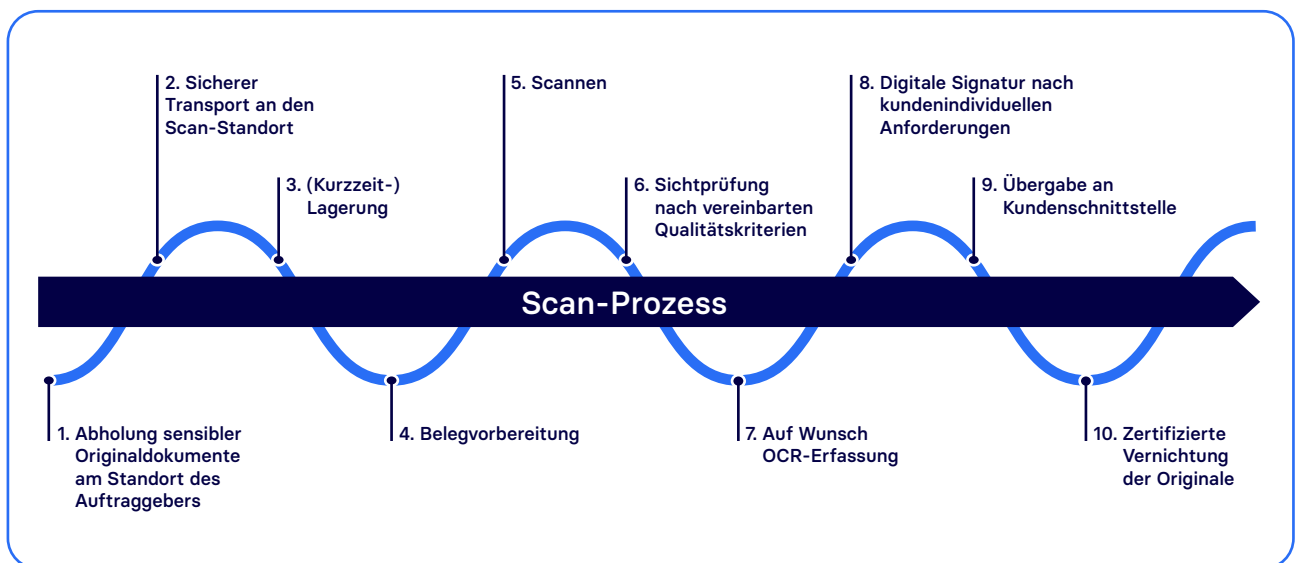 2. Sicherer
Transport an den
Scan-Standort
5. Scannen
8. Digitale Signatur nach
kundenindividuellen
Anforderungen
3. (Kurzzeit-)
Lagerung
6. Sichtprüfung
nach vereinbarten
Qualitätskriterien
9. Übergabe an
Kundenschnittstelle
Scan-Prozess
1. Abholung sensibler
Originaldokumente
am Standort des
Auftraggebers
4. Belegvorbereitung
7. Auf Wunsch
OCR-Erfassung
10. Zertifizierte
Vernichtung
der Originale